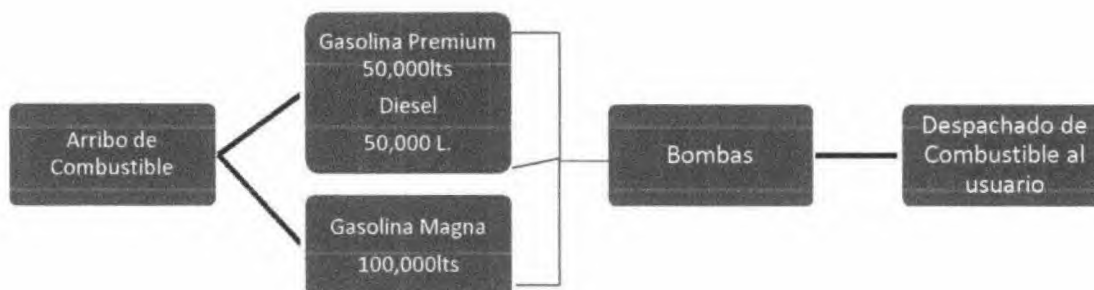 Arribo de
Combustible
Gasolina Premium
50,000lts
Diesel
50,000 L.
Gasolina Magna
100,000lts
Bombas
Despachado de
Combustible al
usuario